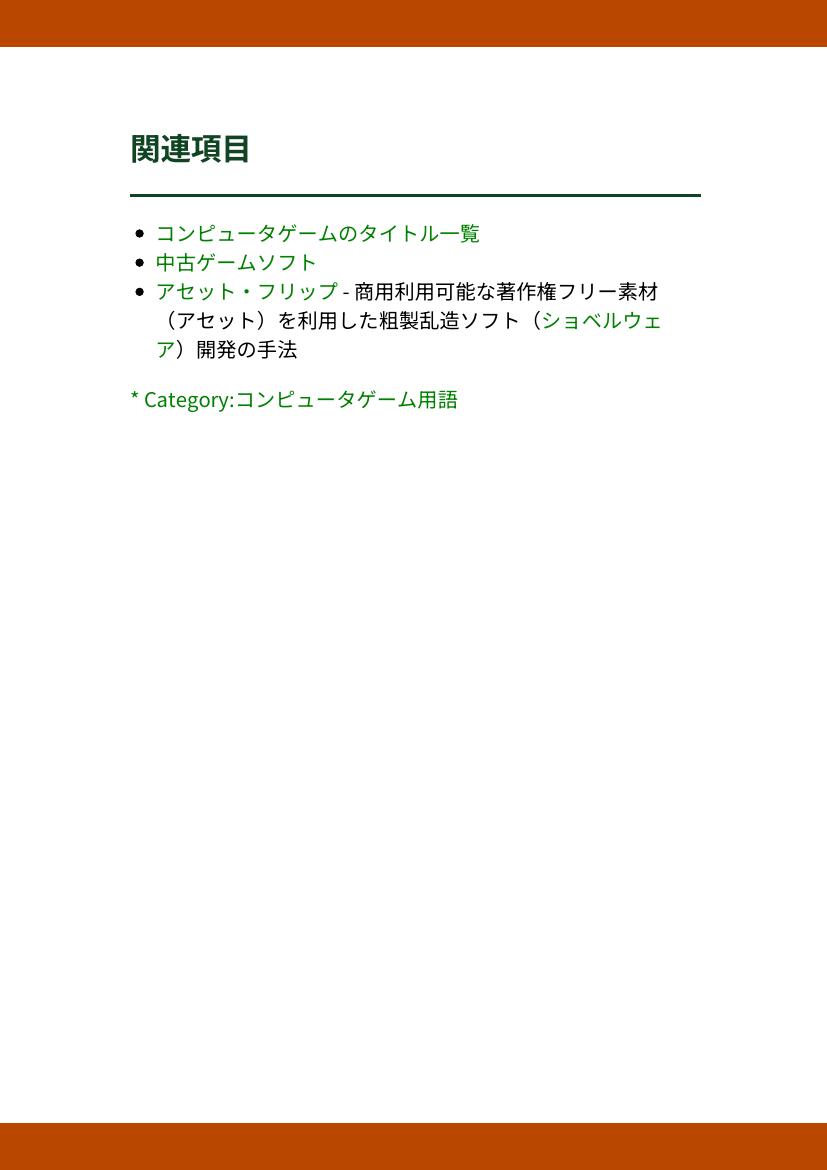 関連項目
コンピュータゲームのタイトル一覧
中古ゲームソフト
アセット・フリップ - 商用利用可能な著作権フリー素材
（アセット）を利用した粗製乱造ソフト（ショベルウェ
ア）開発の手法
* Category:コンピュータゲーム用語